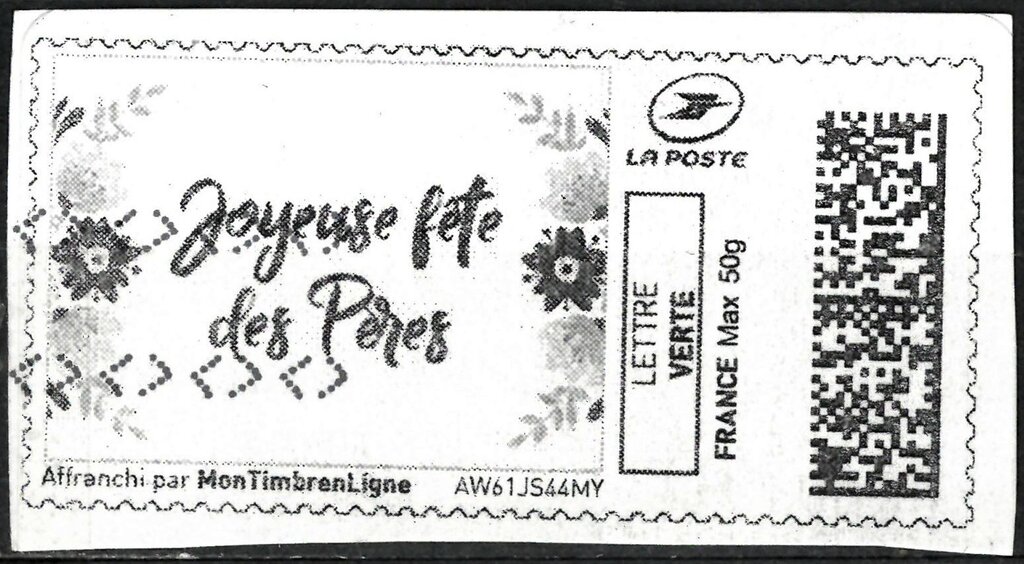 Joyeuse fête
des Pères
LA POSTE
LETTRE
VERTE
FRANCE Max 50g
Affranchi par MonTimbrenLigne AW61JS44MY